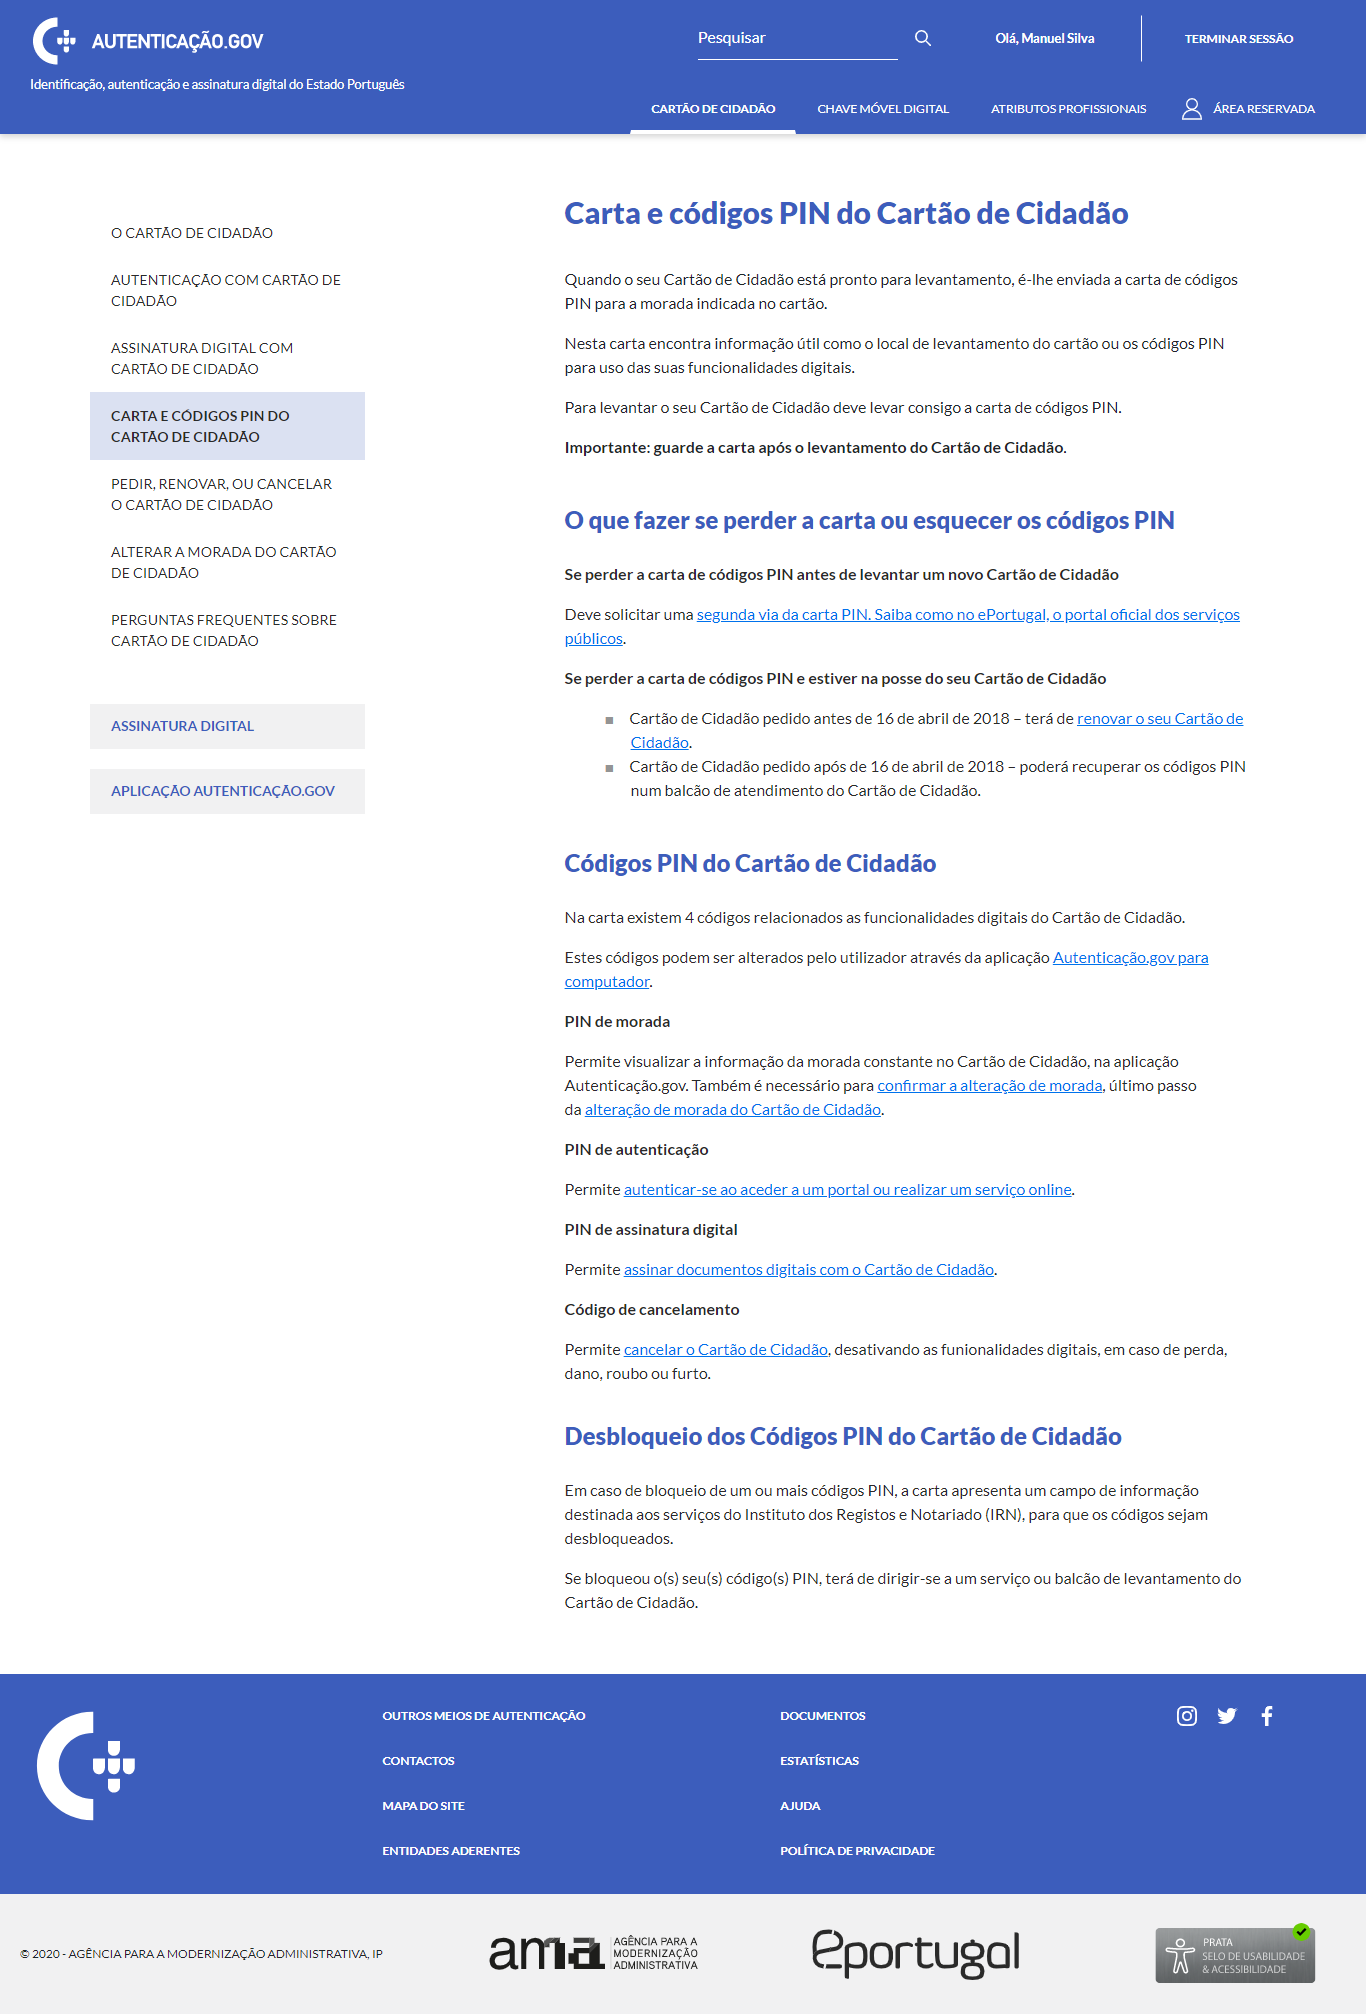 AUTENTICAÇÃO.GOV
Identificação, autenticação e assinatura digital do Estado Português
Pesquisar
Olá, Manuel Silva
TERMINAR SESSÃO
CARTÃO DE CIDADÃO
CHAVE MÓVEL DIGITAL
ATRIBUTOS PROFISSIONAIS
ÁREA RESERVADA
O CARTÃO DE CIDADÃO
AUTENTICAÇÃO COM CARTÃO DE
CIDADÃO
ASSINATURA DIGITAL COM
CARTÃO DE CIDADÃO
CARTA E CÓDIGOS PIN DO
CARTÃO DE CIDADÃO
PEDIR, RENOVAR, OU CANCELAR
O CARTÃO DE CIDADÃO
ALTERAR A MORADA DO CARTÃO
DE CIDADÃO
PERGUNTAS FREQUENTES SOBRE
CARTÃO DE CIDADÃO
ASSINATURA DIGITAL
APLICAÇÃO AUTENTICAÇÃO.GOV
Carta e códigos PIN do Cartão de Cidadão
Quando o seu Cartão de Cidadão está pronto para levantamento, é-lhe enviada a carta de códigos
PIN para a morada indicada no cartão.
Nesta carta encontra informação útil como o local de levantamento do cartão ou os códigos PIN
para uso das suas funcionalidades digitais.
Para levantar o seu Cartão de Cidadão deve levar consigo a carta de códigos PIN.
Importante: guarde a carta após o levantamento do Cartão de Cidadão.
O que fazer se perder a carta ou esquecer os códigos PIN
Se perder a carta de códigos PIN antes de levantar um novo Cartão de Cidadão
Deve solicitar uma segunda via da carta PIN. Saiba como no ePortugal, o portal oficial dos serviços
públicos.
Se perder a carta de códigos PIN e estiver na posse do seu Cartão de Cidadão
Cartão de Cidadão pedido antes de 16 de abril de 2018 – terá de renovar o seu Cartão de
Cidadão.
Cartão de Cidadão pedido após de 16 de abril de 2018 – poderá recuperar os códigos PIN
num balcão de atendimento do Cartão de Cidadão.
Códigos PIN do Cartão de Cidadão
Na carta existem 4 códigos relacionados as funcionalidades digitais do Cartão de Cidadão.
Estes códigos podem ser alterados pelo utilizador através da aplicação Autenticação.gov para
computador.
PIN de morada
Permite visualizar a informação da morada constante no Cartão de Cidadão, na aplicação
Autenticação.gov. Também é necessário para confirmar a alteração de morada, último passo
da alteração de morada do Cartão de Cidadão.
PIN de autenticação
Permite autenticar-se ao aceder a um portal ou realizar um serviço online.
PIN de assinatura digital
Permite assinar documentos digitais com o Cartão de Cidadão.
Código de cancelamento
Permite cancelar o Cartão de Cidadão, desativando as funionalidades digitais, em caso de perda,
dano, roubo ou furto.
Desbloqueio dos Códigos PIN do Cartão de Cidadão
Em caso de bloqueio de um ou mais códigos PIN, a carta apresenta um campo de informação
destinada aos serviços do Instituto dos Registos e Notariado (IRN), para que os códigos sejam
desbloqueados.
Se bloqueou o(s) seu(s) código(s) PIN, terá de dirigir-se a um serviço ou balcão de levantamento do
Cartão de Cidadão.
OUTROS MEIOS DE AUTENTICAÇÃO
CONTACTOS
MAPA DO SITE
ENTIDADES ADERENTES
DOCUMENTOS
ESTATÍSTICAS
AJUDA
POLÍTICA DE PRIVACIDADE
© 2020 - AGÊNCIA PARA A MODERNIZAÇÃO ADMINISTRATIVA, IP
ama
AGÊNCIA PARA A
MODERNIZAÇÃO
ADMINISTRATIVA
eportugal
PRATA
SELO DE USABILIDADE
& ACESSIBILIDADE